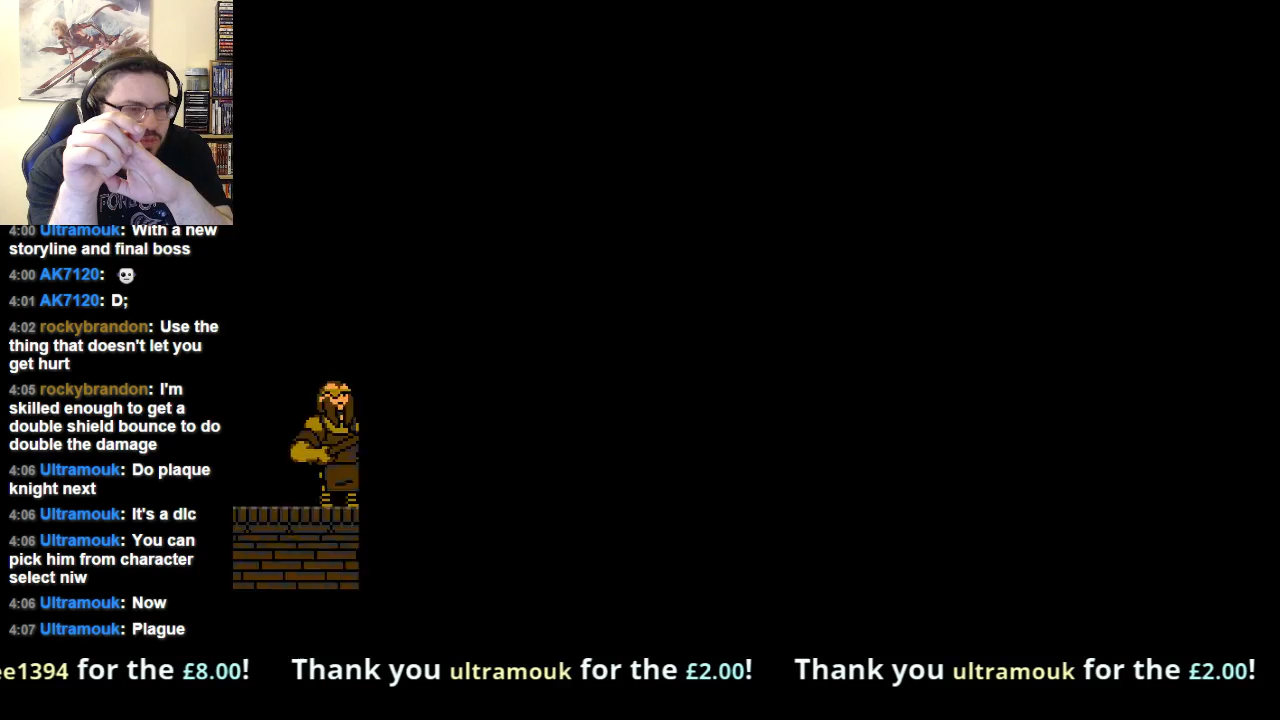 FONDO
4:00 Ultramouk: With a new
storyline and final boss
4:00 AK7120:
4:01 AK7120: D;
4:02 rockybrandon: Use the
thing that doesn't let you
get hurt
4:05 rockybrandon: I'm
skilled enough to get a
double shield bounce to do
double the damage
4:06 Ultramouk: Do plaque
knight next
4:06 Ultramouk: It's a dlc
4:06 Ultramouk: You can
pick him from character
select niw
4:06 Ultramouk: Now
4:07 Ultramouk: Plague
ee1394 for the £8.00! Thank you ultramouk for the £2.00! Thank you ultramouk for the £2.00!